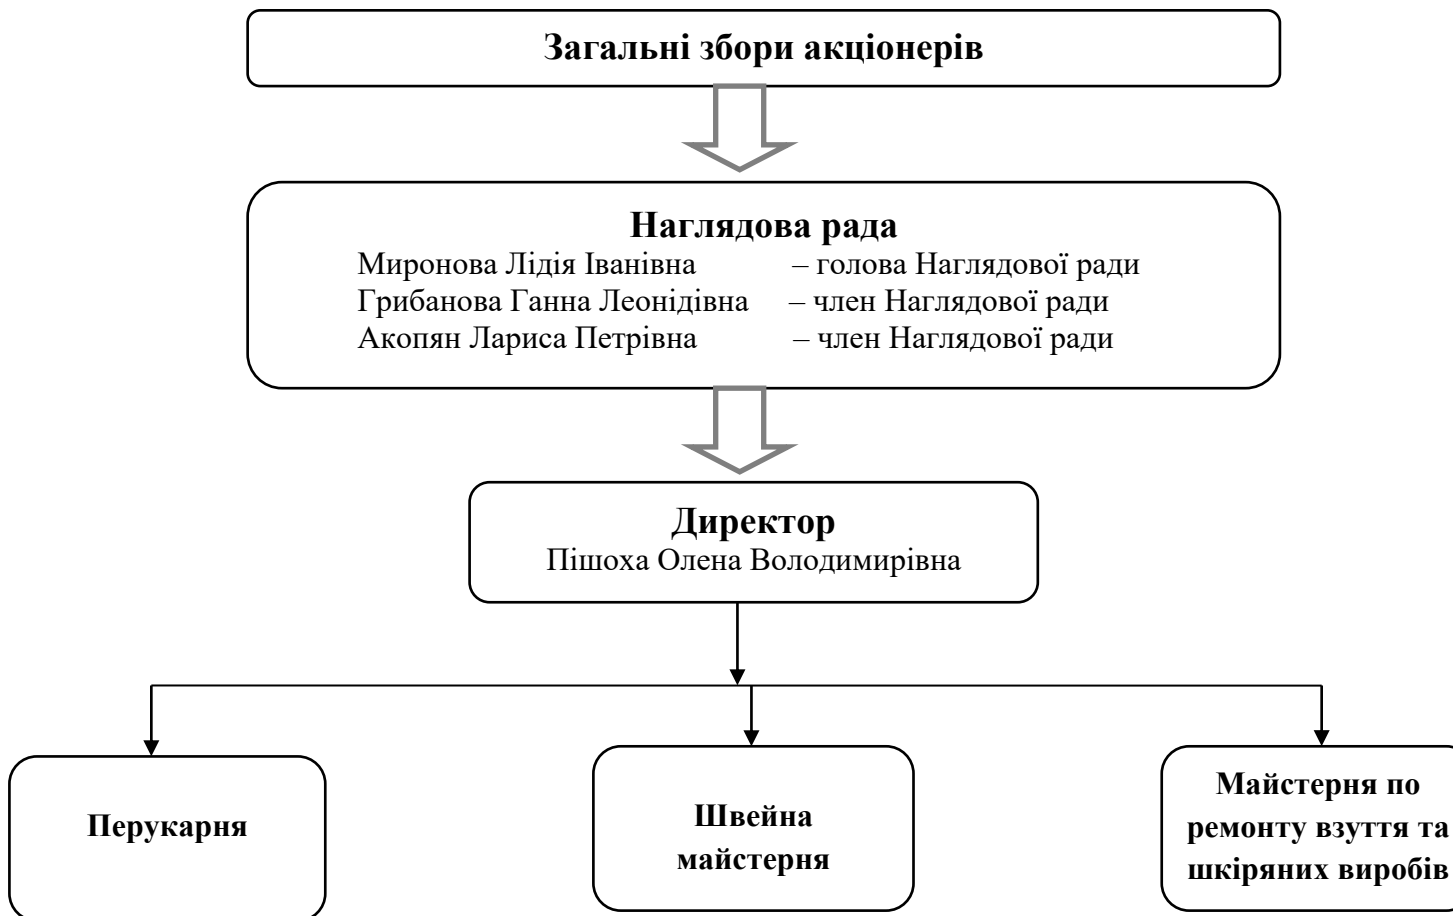 Загальні збори акціонерів
Наглядова рада
Миронова Лідія Іванівна – голова Наглядової ради
Грибанова Ганна Леонідівна – член Наглядової ради
Акопян Лариса Петрівна – член Наглядової ради
Директор
Пішоха Олена Володимирівна
Перукарня
Швейна
майстерня
Майстерня по
ремонту взуття та
шкіряних виробів